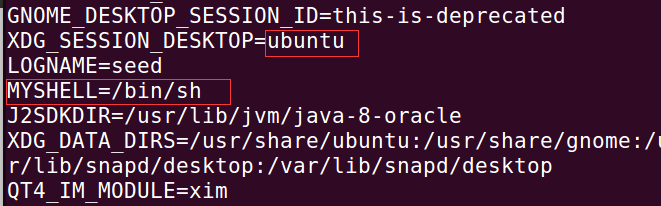 GNOME_DESKTOP_SESSION_ID=this-is-deprecated
XDG_SESSION_DESKTOP=ubuntu
LOGNAME=seed
MYSHELL=/bin/sh
J2SDKDIR=/usr/lib/jvm/java-8-oracle
XDG_DATA_DIRS=/usr/share/ubuntu:/usr/share/gnome:/u
r/lib/snapd/desktop:/var/lib/snapd/desktop
QT4_IM_MODULE=xim